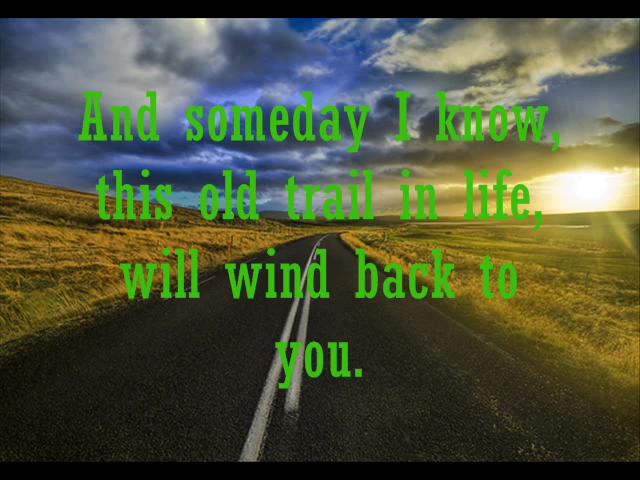 And someday I know,
this old trail in life,
will wind back to
you.